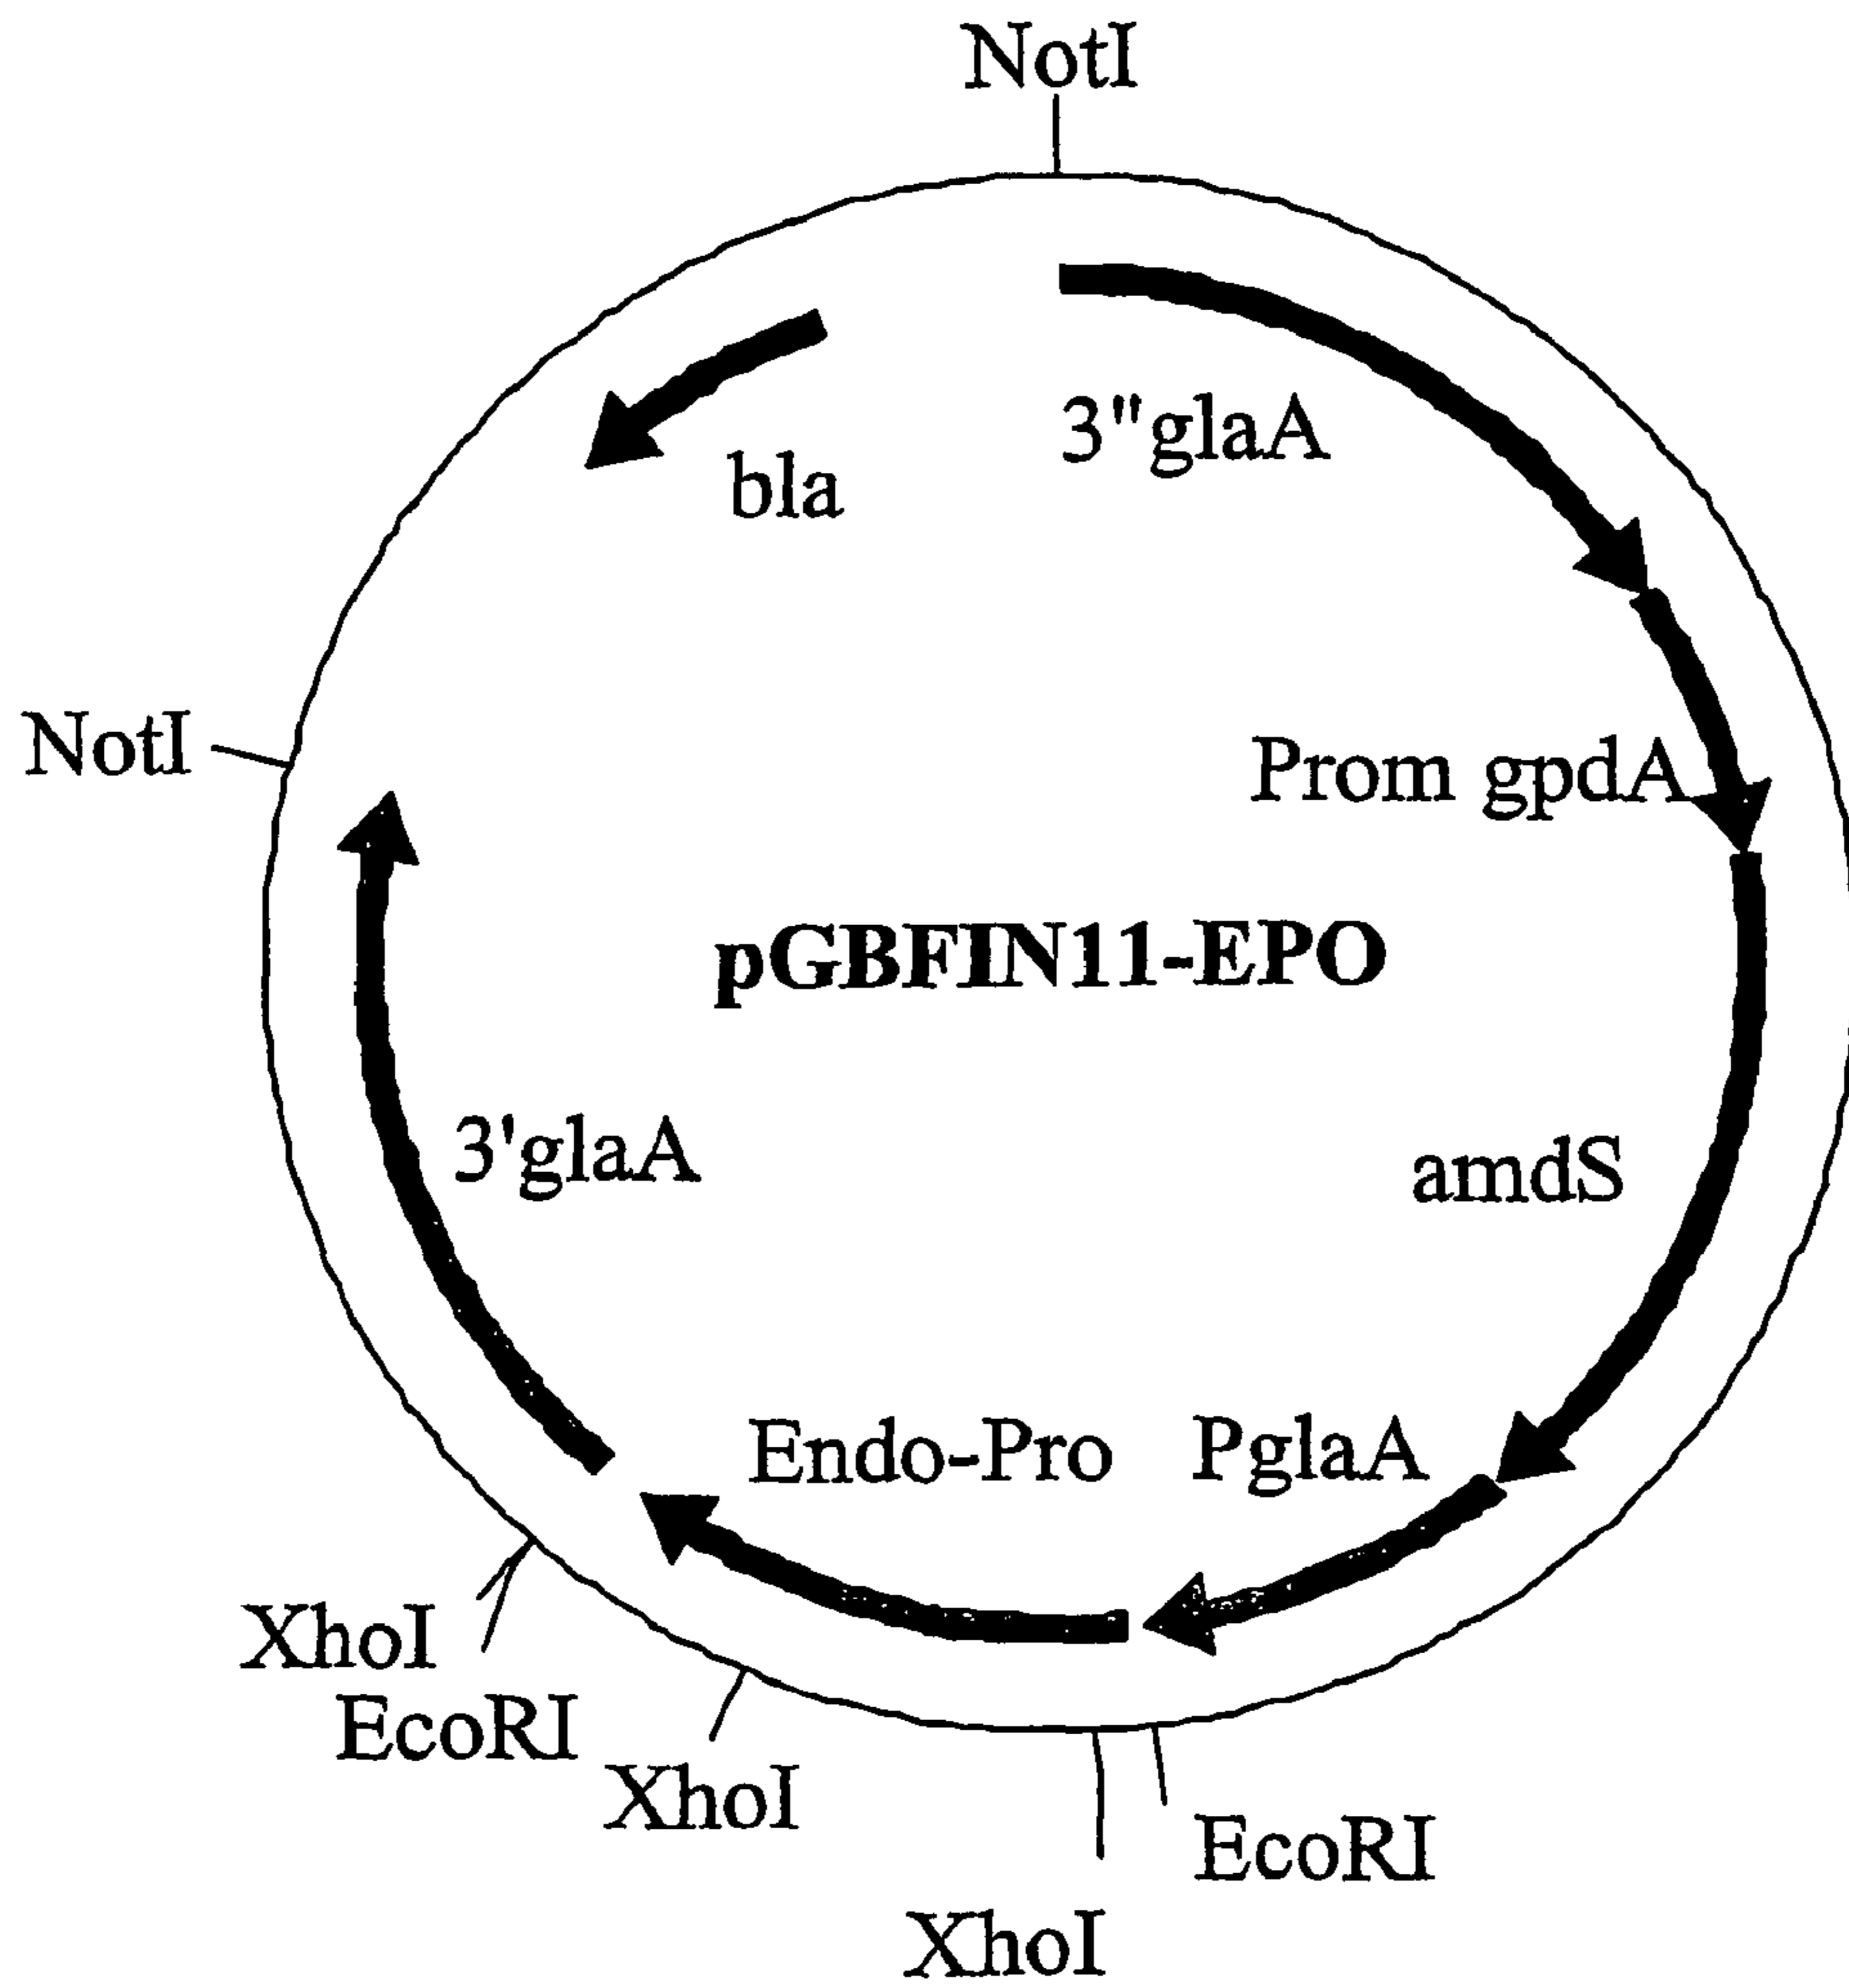 NotI
3"glaA
bla
NotI
Prom gpdA
pGBFIN11-EPO
3'glaA
amdS
Endo-Pro
PglaA
XhoI
EcoRI
XhoI
EcoRI
XhoI